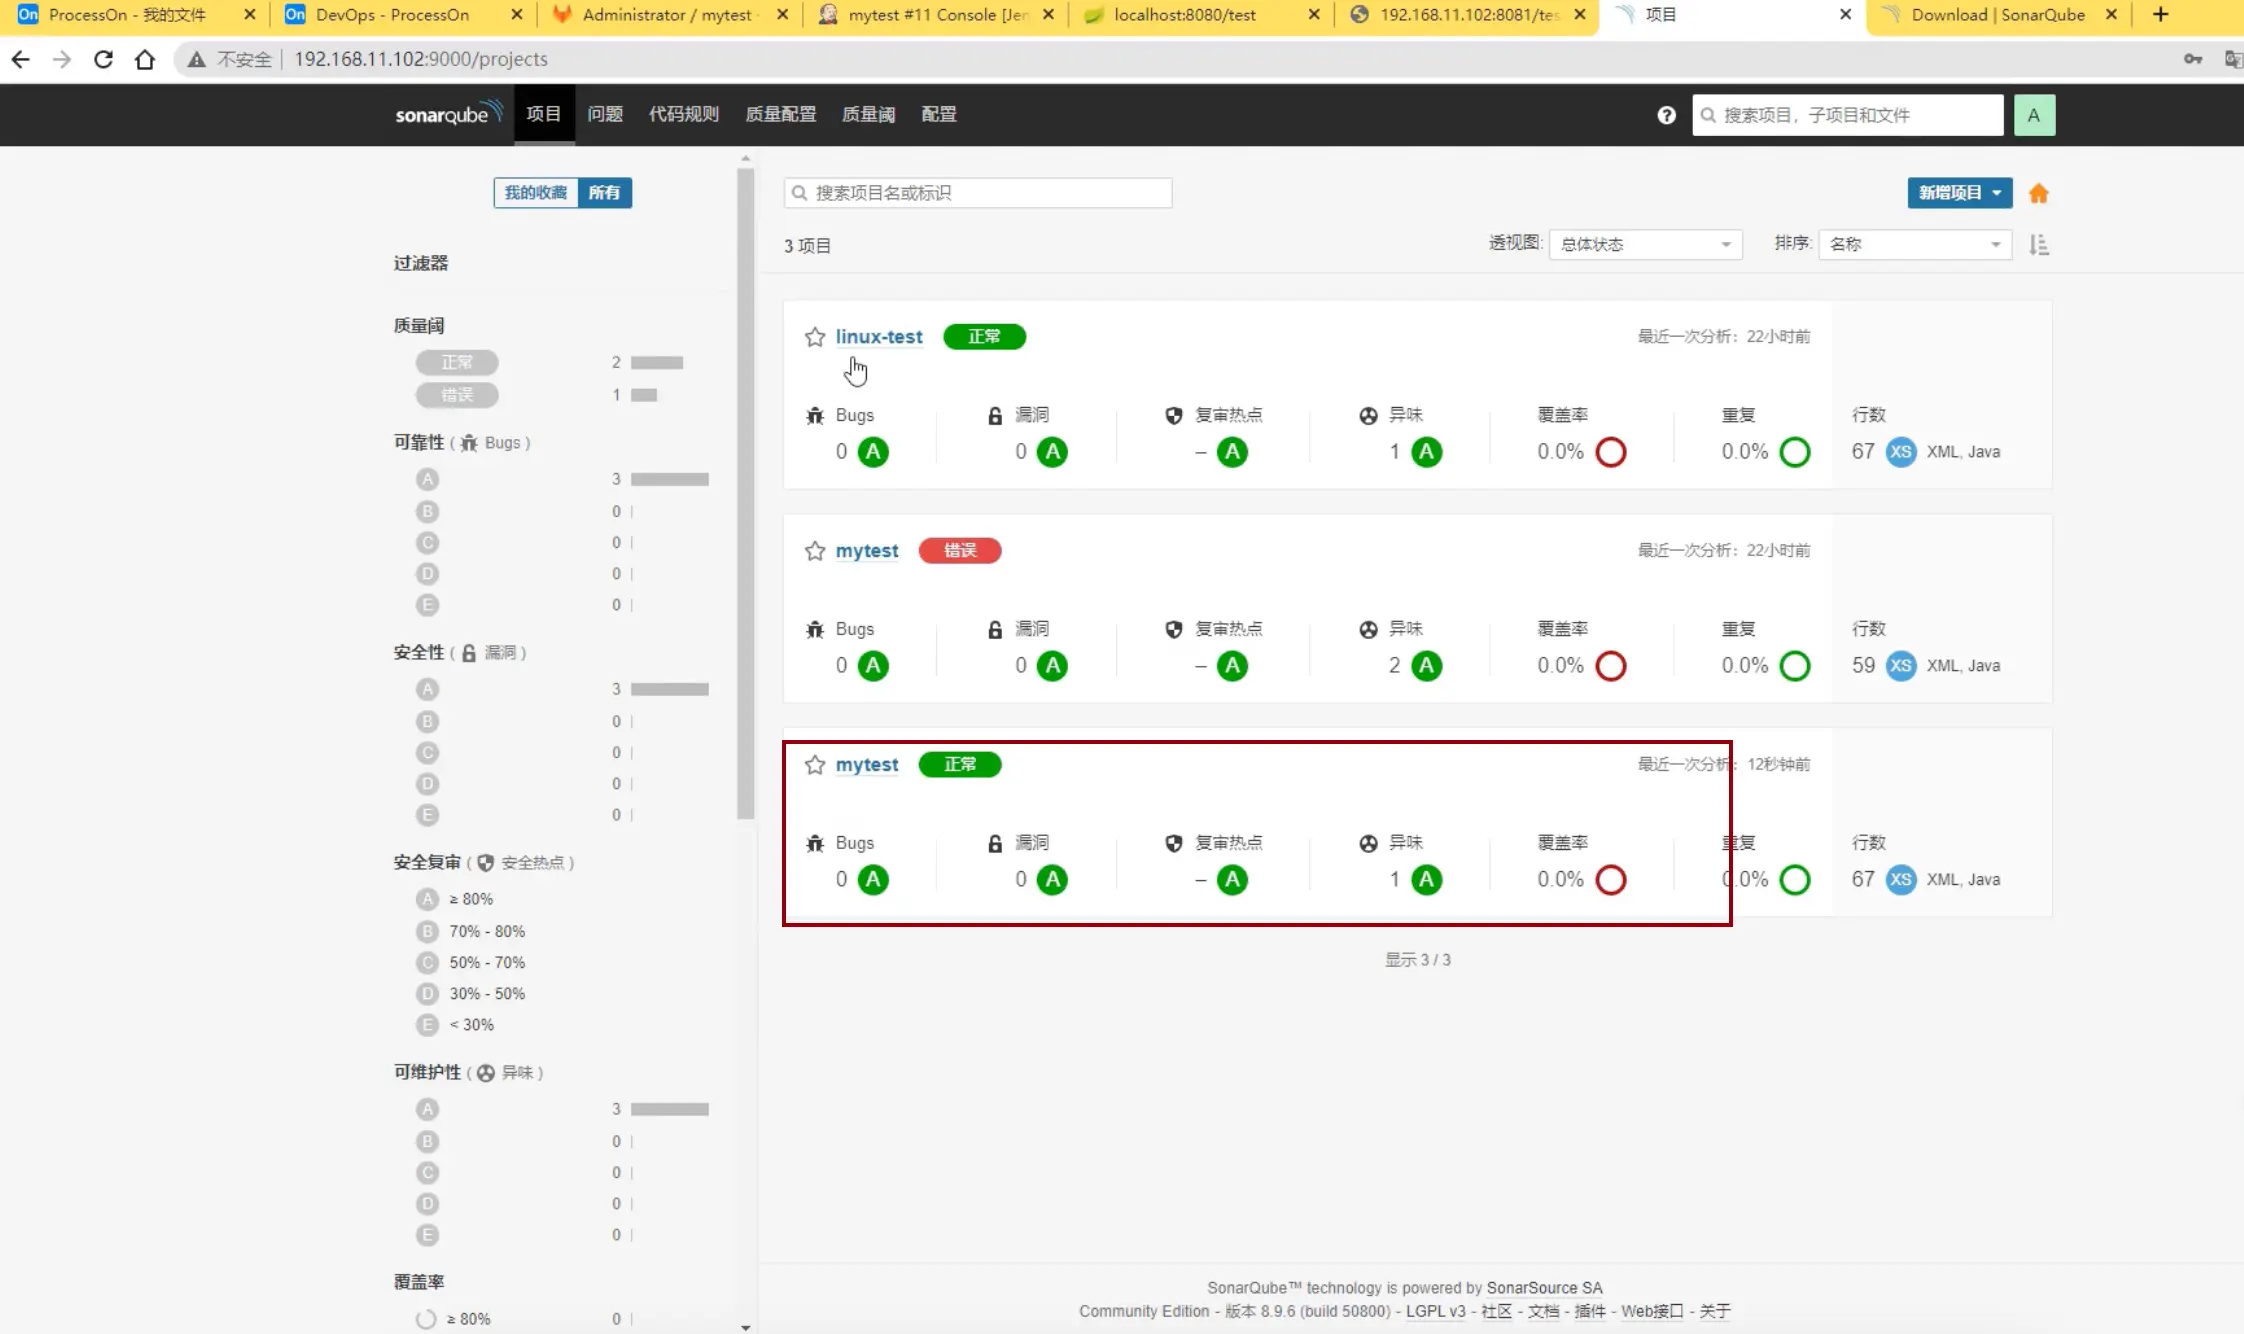 On ProcessOn - 我的文件
On DevOps - ProcessOn
Administrator / mytest
mytest #11 Console [Jen
localhost:8080/test
192.168.11.102:8081/tes
项目
Download | SonarQube
不安全 192.168.11.102:9000/projects
sonarqube 项目 问题 代码规则 质量配置 质量阈 配置 搜索项目，子项目和文件 A
我的收藏 所有
过滤器
质量阈
正常 2
错误 1
可靠性 ( Bugs )
A 3
B 0
C 0
D 0
E 0
安全性 ( 漏洞 )
A 3
B 0
C 0
D 0
E 0
安全复审 ( 安全热点 )
A ≥ 80%
B 70% - 80%
C 50% - 70%
D 30% - 50%
E < 30%
可维护性 ( 异味 )
A 3
B 0
C 0
D 0
E 0
覆盖率
≥ 80% 0
搜索项目名或标识
新增项目
3 项目
透视图: 总体状态
排序: 名称
linux-test 正常 最近一次分析：22小时前
Bugs 漏洞 复审热点 异味 覆盖率 重复 行数
0 A 0 A – A 1 A 0.0% 0.0% 67 XS XML, Java
mytest 错误 最近一次分析：22小时前
Bugs 漏洞 复审热点 异味 覆盖率 重复 行数
0 A 0 A – A 2 A 0.0% 0.0% 59 XS XML, Java
mytest 正常 最近一次分析：12秒钟前
Bugs 漏洞 复审热点 异味 覆盖率 重复 行数
0 A 0 A – A 1 A 0.0% 0.0% 67 XS XML, Java
显示 3 / 3
SonarQube™ technology is powered by SonarSource SA
Community Edition - 版本 8.9.6 (build 50800) - LGPL v3 - 社区 - 文档 - 插件 - Web接口 - 关于